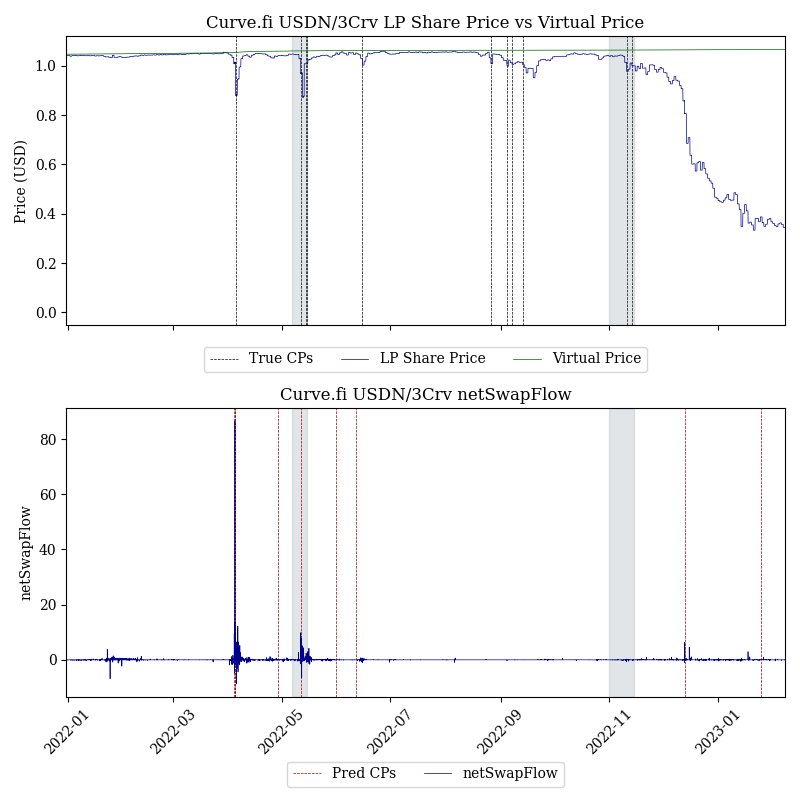 Curve.fi USDN/3Crv LP Share Price vs Virtual Price
Price (USD)
1.0
0.8
0.6
0.4
0.2
0.0
True CPs LP Share Price Virtual Price
Curve.fi USDN/3Crv netSwapFlow
netSwapFlow
80
60
40
20
0
2022-01 2022-03 2022-05 2022-07 2022-09 2022-11 2023-01
Pred CPs netSwapFlow